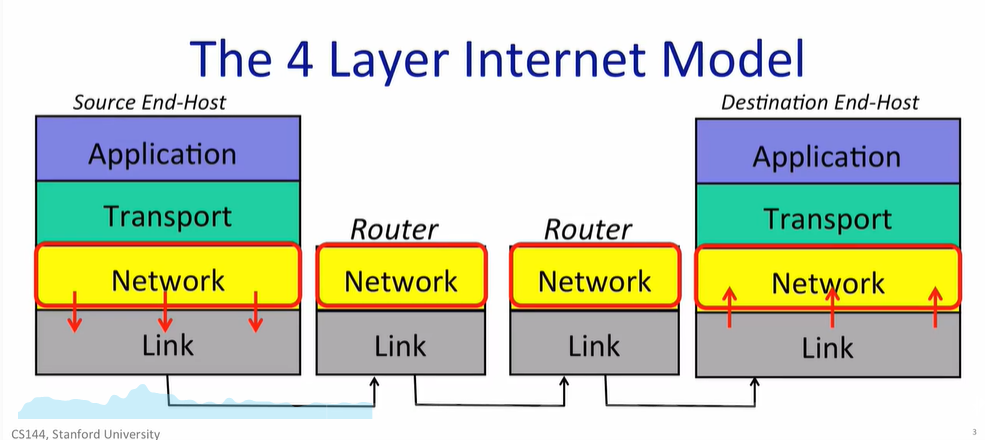 The 4 Layer Internet Model
Source End-Host
Destination End-Host
Application
Application
Transport
Transport
Router
Router
Network
Network
Network
Network
Link
Link
Link
Link
CS144, Stanford University
3